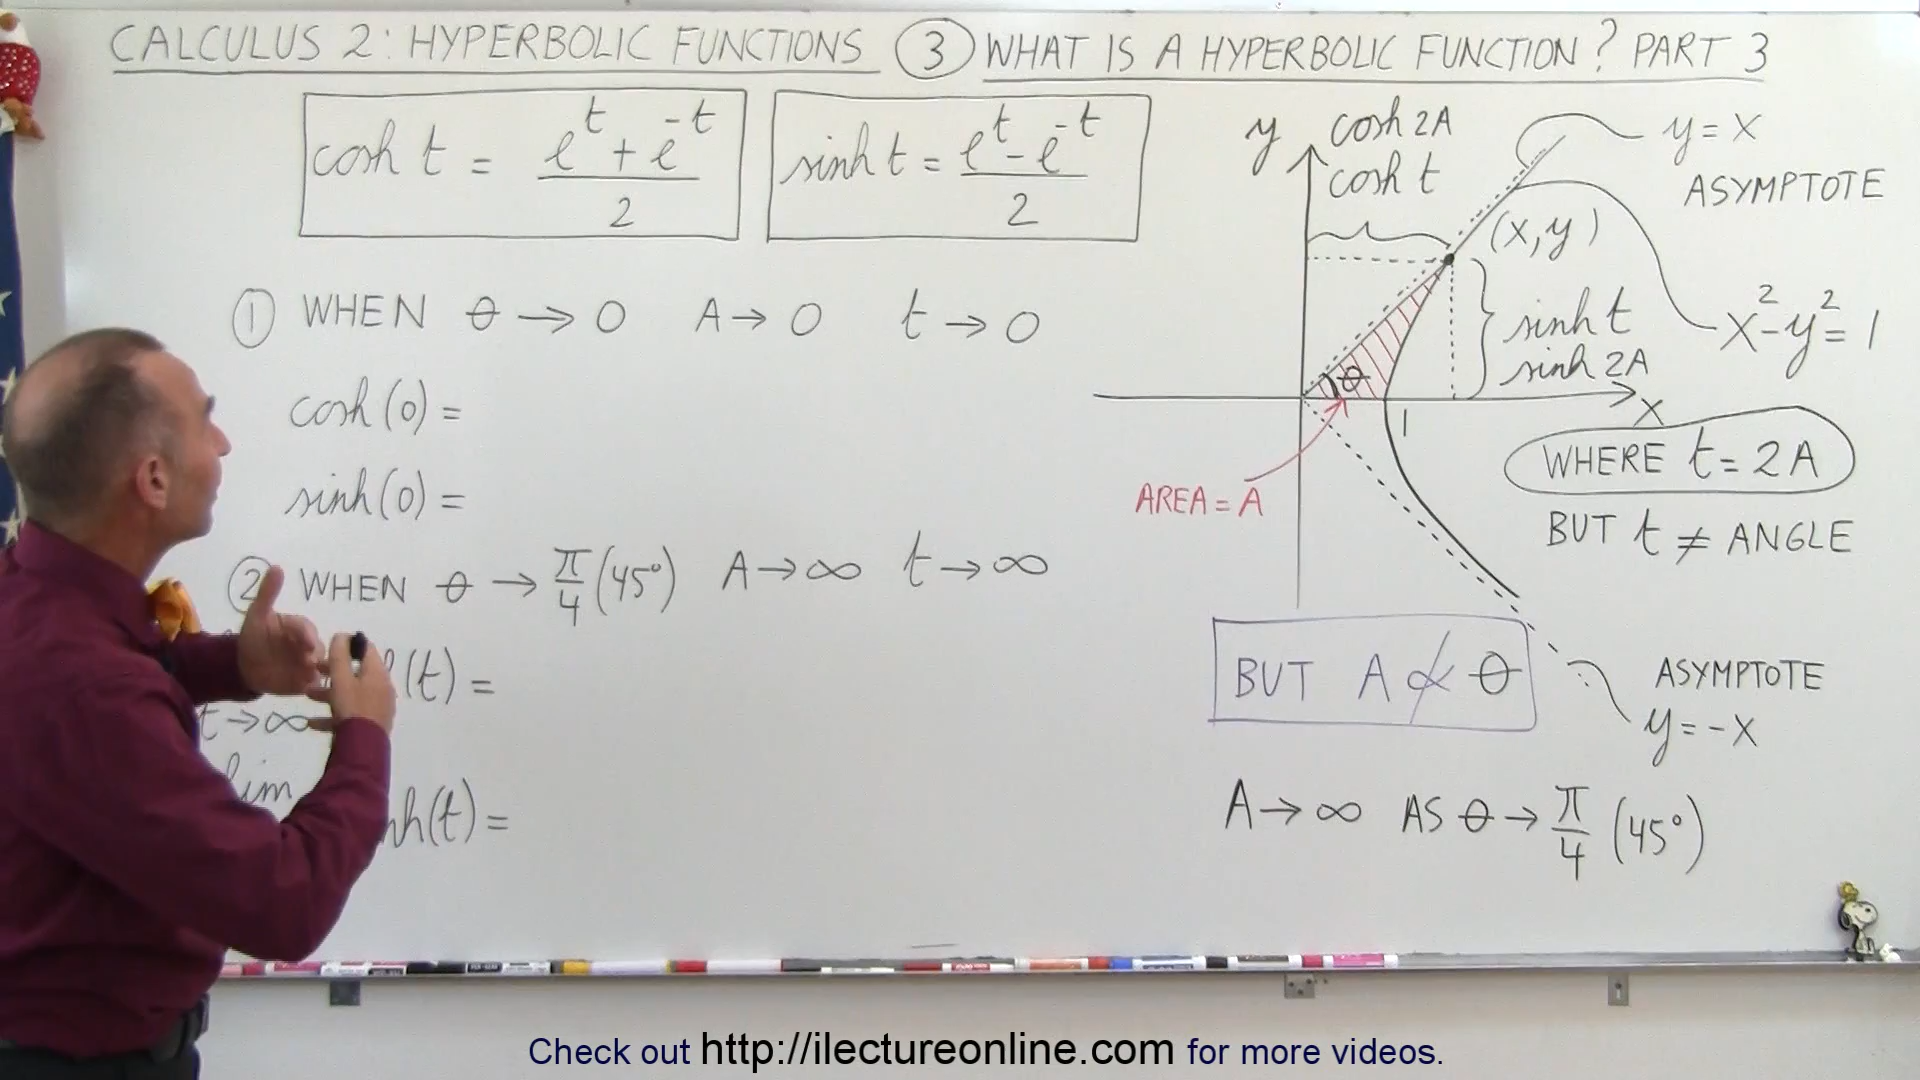 CALCULUS 2: HYPERBOLIC FUNCTIONS ③ WHAT IS A HYPERBOLIC FUNCTION? PART 3
cosh t = (e^t + e^-t)/2
sinh t = (e^t - e^-t)/2
① WHEN θ → 0 A → 0 t → 0
cosh(0) =
sinh(0) =
② WHEN θ → π/4 (45°) A → ∞ t → ∞
(t) =
t → ∞
lim nh(t) =
y
cosh 2A
cosh t
y = x
ASYMPTOTE
(x, y)
sinh t
sinh 2A
x² - y² = 1
θ
x
1
AREA = A
WHERE t = 2A
BUT t ≠ ANGLE
BUT A ∝̸ θ
ASYMPTOTE
y = -x
A → ∞ AS θ → π/4 (45°)
Check out http://ilectureonline.com for more videos.